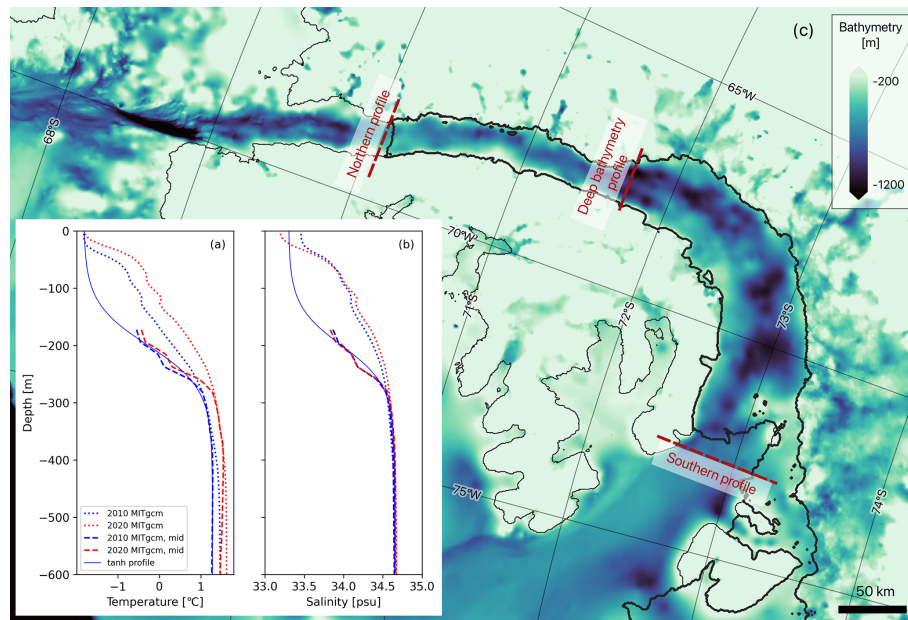 (c)
Bathymetry
[m]
-200
-1200
65°W
68°S
Northern profile
Deep bathymetry
profile
70°W
71°S
72°S
73°S
74°S
75°W
Southern profile
50 km
(a)
(b)
0
−100
−200
−300
−400
−500
−600
Depth [m]
2010 MITgcm
2020 MITgcm
2010 MITgcm, mid
2020 MITgcm, mid
tanh profile
−1
0
1
Temperature [℃]
33.0
33.5
34.0
34.5
35.0
Salinity [psu]